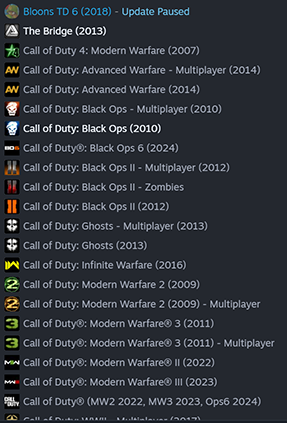 Bloons TD 6 (2018) - Update Paused
The Bridge (2013)
Call of Duty 4: Modern Warfare (2007)
Call of Duty: Advanced Warfare - Multiplayer (2014)
Call of Duty: Advanced Warfare (2014)
Call of Duty: Black Ops - Multiplayer (2010)
Call of Duty: Black Ops (2010)
Call of Duty®: Black Ops 6 (2024)
Call of Duty: Black Ops II - Multiplayer (2012)
Call of Duty: Black Ops II - Zombies
Call of Duty: Black Ops II (2012)
Call of Duty: Ghosts - Multiplayer (2013)
Call of Duty: Ghosts (2013)
Call of Duty: Infinite Warfare (2016)
Call of Duty: Modern Warfare 2 (2009)
Call of Duty: Modern Warfare 2 (2009) - Multiplayer
Call of Duty®: Modern Warfare® 3 (2011)
Call of Duty®: Modern Warfare® 3 (2011) - Multiplayer
Call of Duty®: Modern Warfare® II (2022)
Call of Duty®: Modern Warfare® III (2023)
Call of Duty® (MW2 2022, MW3 2023, Ops6 2024)
Call of Duty: WWII - Multiplayer (2017)